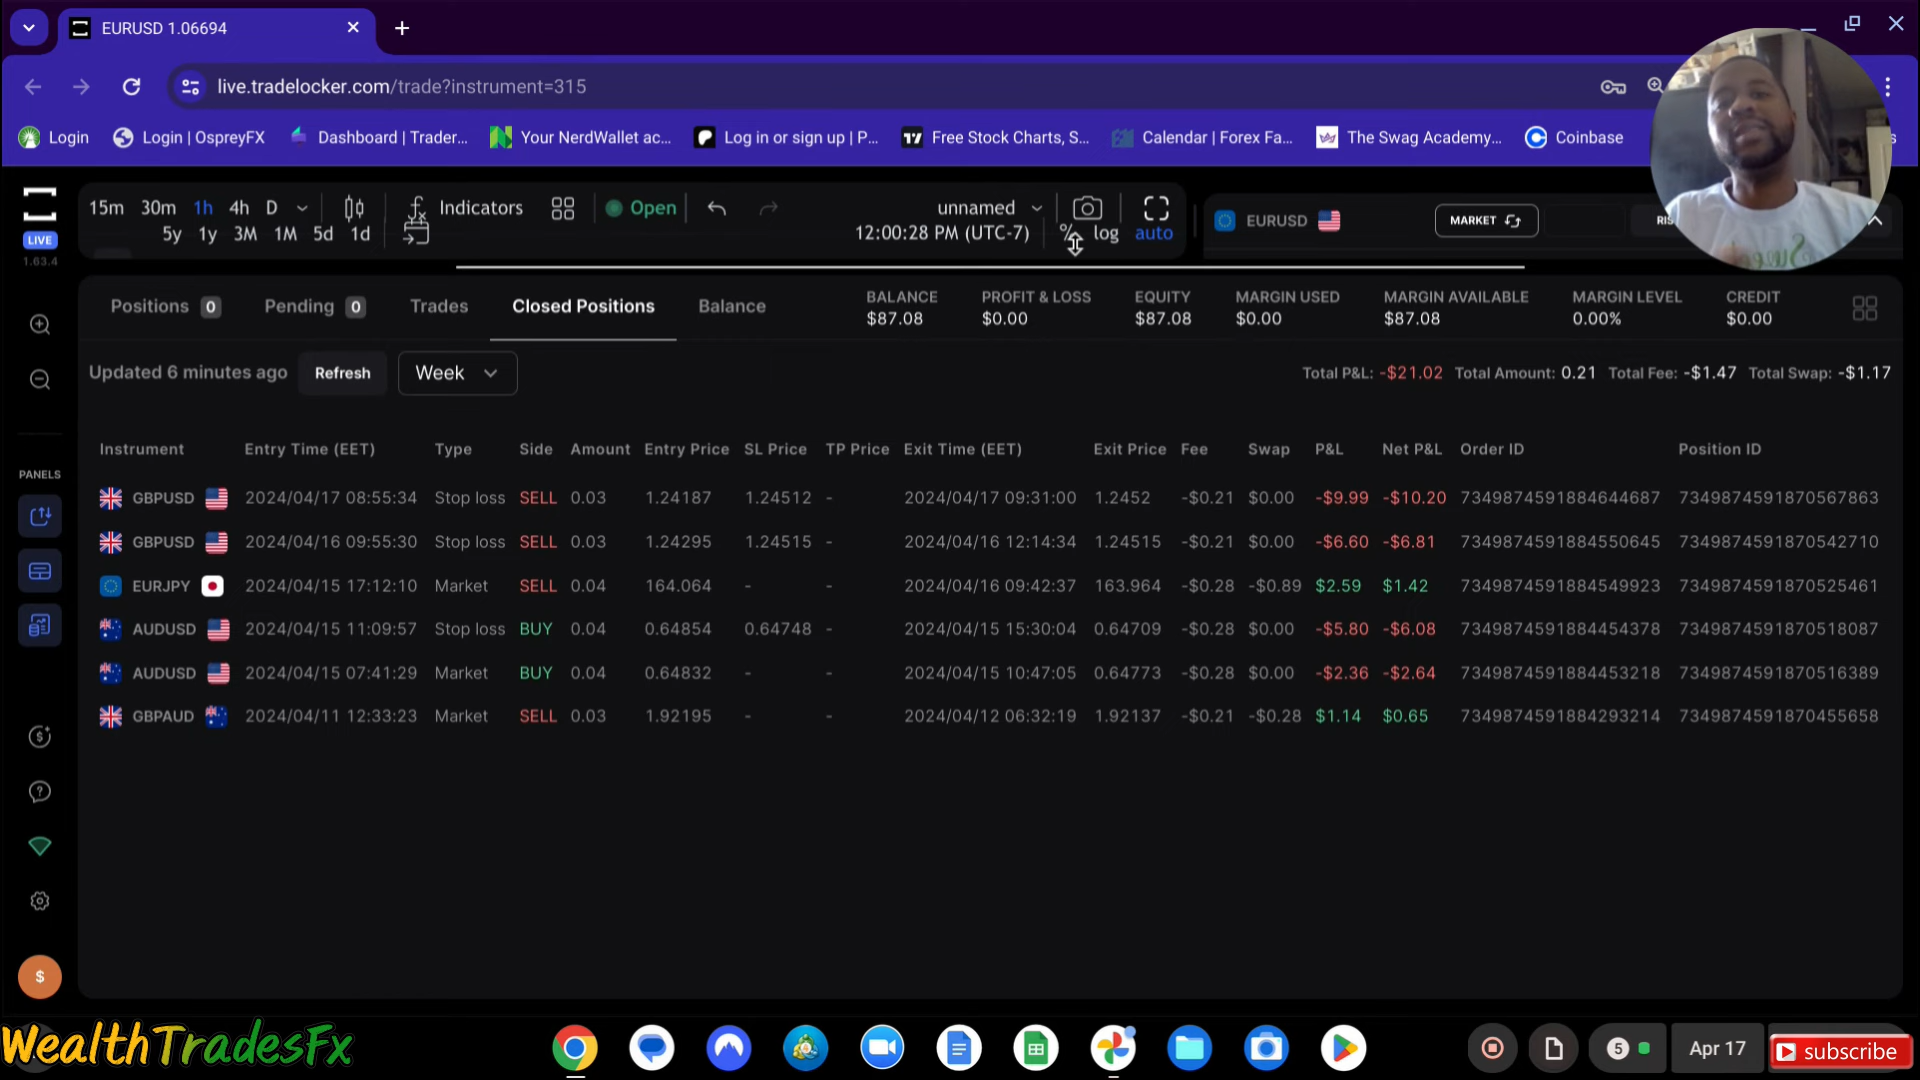 EURUSD 1.06694
live.tradelocker.com/trade?instrument=315
Login Login | OspreyFX Dashboard | Trader... Your NerdWallet ac... Log in or sign up | P... Free Stock Charts, S... Calendar | Forex Fa... The Swag Academy... Coinbase
15m 30m 1h 4h D Indicators Open unnamed
EURUSD MARKET
LIVE
5y 1y 3M 1M 5d 1d 12:00:28 PM (UTC-7) % log auto
1.63.4
Positions 0 Pending 0 Trades Closed Positions Balance
BALANCE PROFIT & LOSS EQUITY MARGIN USED MARGIN AVAILABLE MARGIN LEVEL CREDIT
$87.08 $0.00 $87.08 $0.00 $87.08 0.00% $0.00
Updated 6 minutes ago Refresh Week Total P&L: -$21.02 Total Amount: 0.21 Total Fee: -$1.47 Total Swap: -$1.17
Instrument Entry Time (EET) Type Side Amount Entry Price SL Price TP Price Exit Time (EET) Exit Price Fee Swap P&L Net P&L Order ID Position ID
GBPUSD 2024/04/17 08:55:34 Stop loss SELL 0.03 1.24187 1.24512 - 2024/04/17 09:31:00 1.2452 -$0.21 $0.00 -$9.99 -$10.20 7349874591884644687 7349874591870567863
GBPUSD 2024/04/16 09:55:30 Stop loss SELL 0.03 1.24295 1.24515 - 2024/04/16 12:14:34 1.24515 -$0.21 $0.00 -$6.60 -$6.81 7349874591884550645 7349874591870542710
EURJPY 2024/04/15 17:12:10 Market SELL 0.04 164.064 - 2024/04/16 09:42:37 163.964 -$0.28 -$0.89 $2.59 $1.42 7349874591884549923 7349874591870525461
AUDUSD 2024/04/15 11:09:57 Stop loss BUY 0.04 0.64854 0.64748 - 2024/04/15 15:30:04 0.64709 -$0.28 $0.00 -$5.80 -$6.08 7349874591884454378 7349874591870518087
AUDUSD 2024/04/15 07:41:29 Market BUY 0.04 0.64832 - - 2024/04/15 10:47:05 0.64773 -$0.28 $0.00 -$2.36 -$2.64 7349874591884453218 7349874591870516389
GBPAUD 2024/04/11 12:33:23 Market SELL 0.03 1.92195 - - 2024/04/12 06:32:19 1.92137 -$0.21 -$0.28 $1.14 $0.65 7349874591884293214 7349874591870455658
PANELS
$
WealthTradesFx
5 Apr 17 subscribe